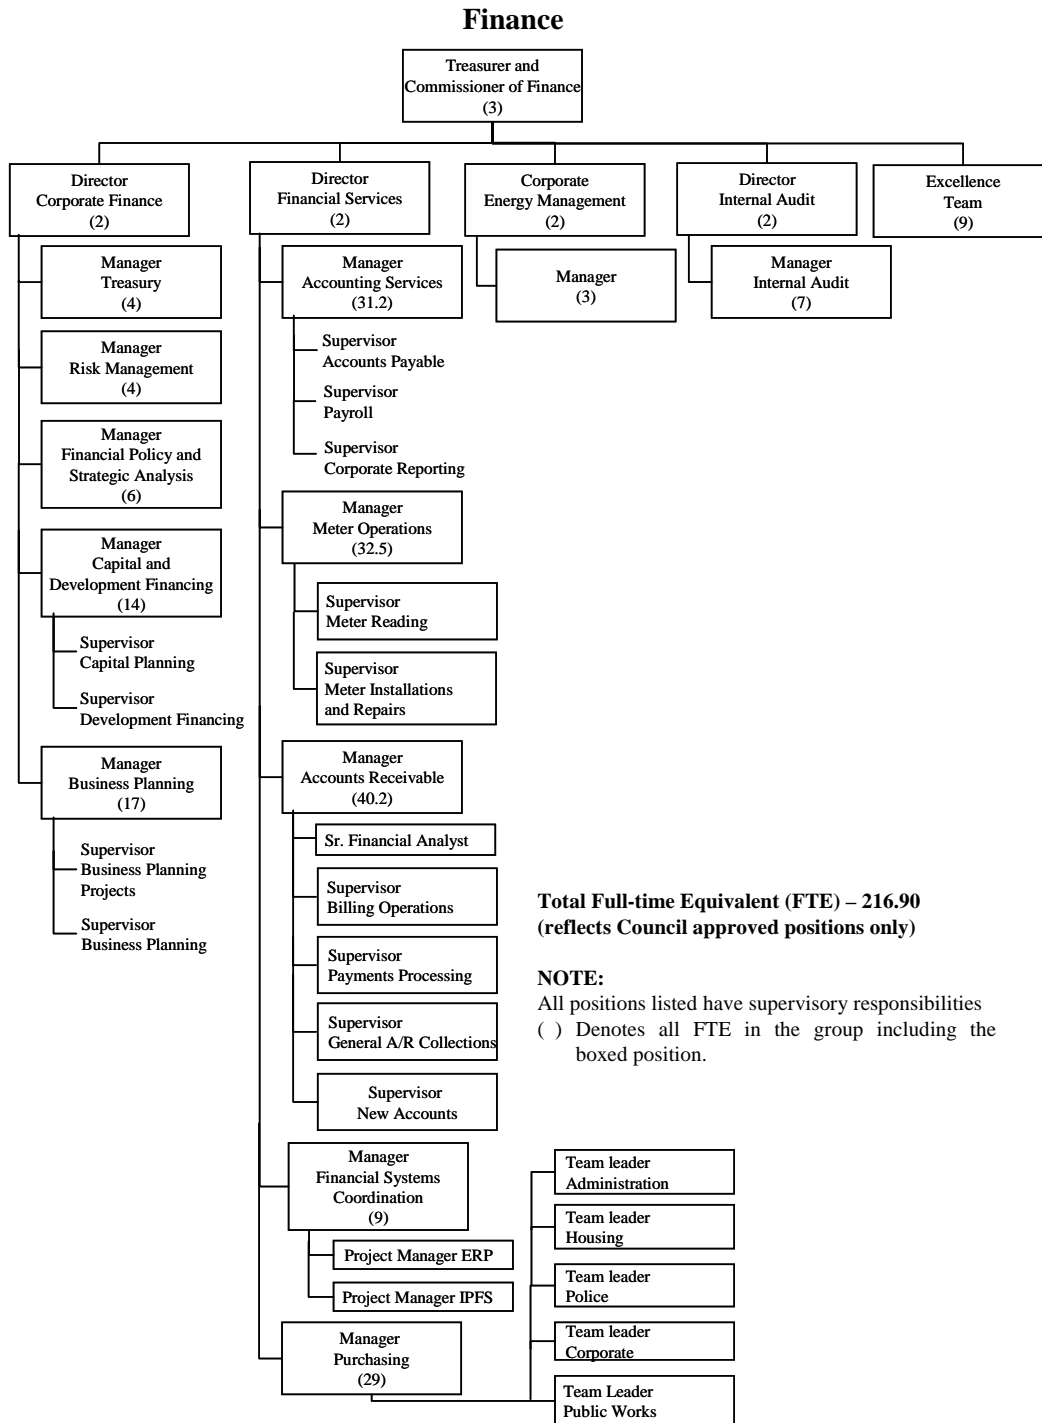 Finance
Treasurer and
Commissioner of Finance
(3)
Director
Corporate Finance
(2)
Director
Financial Services
(2)
Corporate
Energy Management
(2)
Director
Internal Audit
(2)
Excellence
Team
(9)
Manager
Treasury
(4)
Manager
Risk Management
(4)
Manager
Financial Policy and
Strategic Analysis
(6)
Manager
Capital and
Development Financing
(14)
Supervisor
Capital Planning
Supervisor
Development Financing
Manager
Business Planning
(17)
Supervisor
Business Planning
Projects
Supervisor
Business Planning
Manager
Accounting Services
(31.2)
Supervisor
Accounts Payable
Supervisor
Payroll
Supervisor
Corporate Reporting
Manager
Meter Operations
(32.5)
Supervisor
Meter Reading
Supervisor
Meter Installations
and Repairs
Manager
Accounts Receivable
(40.2)
Sr. Financial Analyst
Supervisor
Billing Operations
Supervisor
Payments Processing
Supervisor
General A/R Collections
Supervisor
New Accounts
Manager
Financial Systems
Coordination
(9)
Project Manager ERP
Project Manager IPFS
Manager
Purchasing
(29)
Team leader
Administration
Team leader
Housing
Team leader
Police
Team leader
Corporate
Team Leader
Public Works
Manager
(3)
Manager
Internal Audit
(7)
Total Full-time Equivalent (FTE) – 216.90
(reflects Council approved positions only)
NOTE:
All positions listed have supervisory responsibilities
( ) Denotes all FTE in the group including the
boxed position.